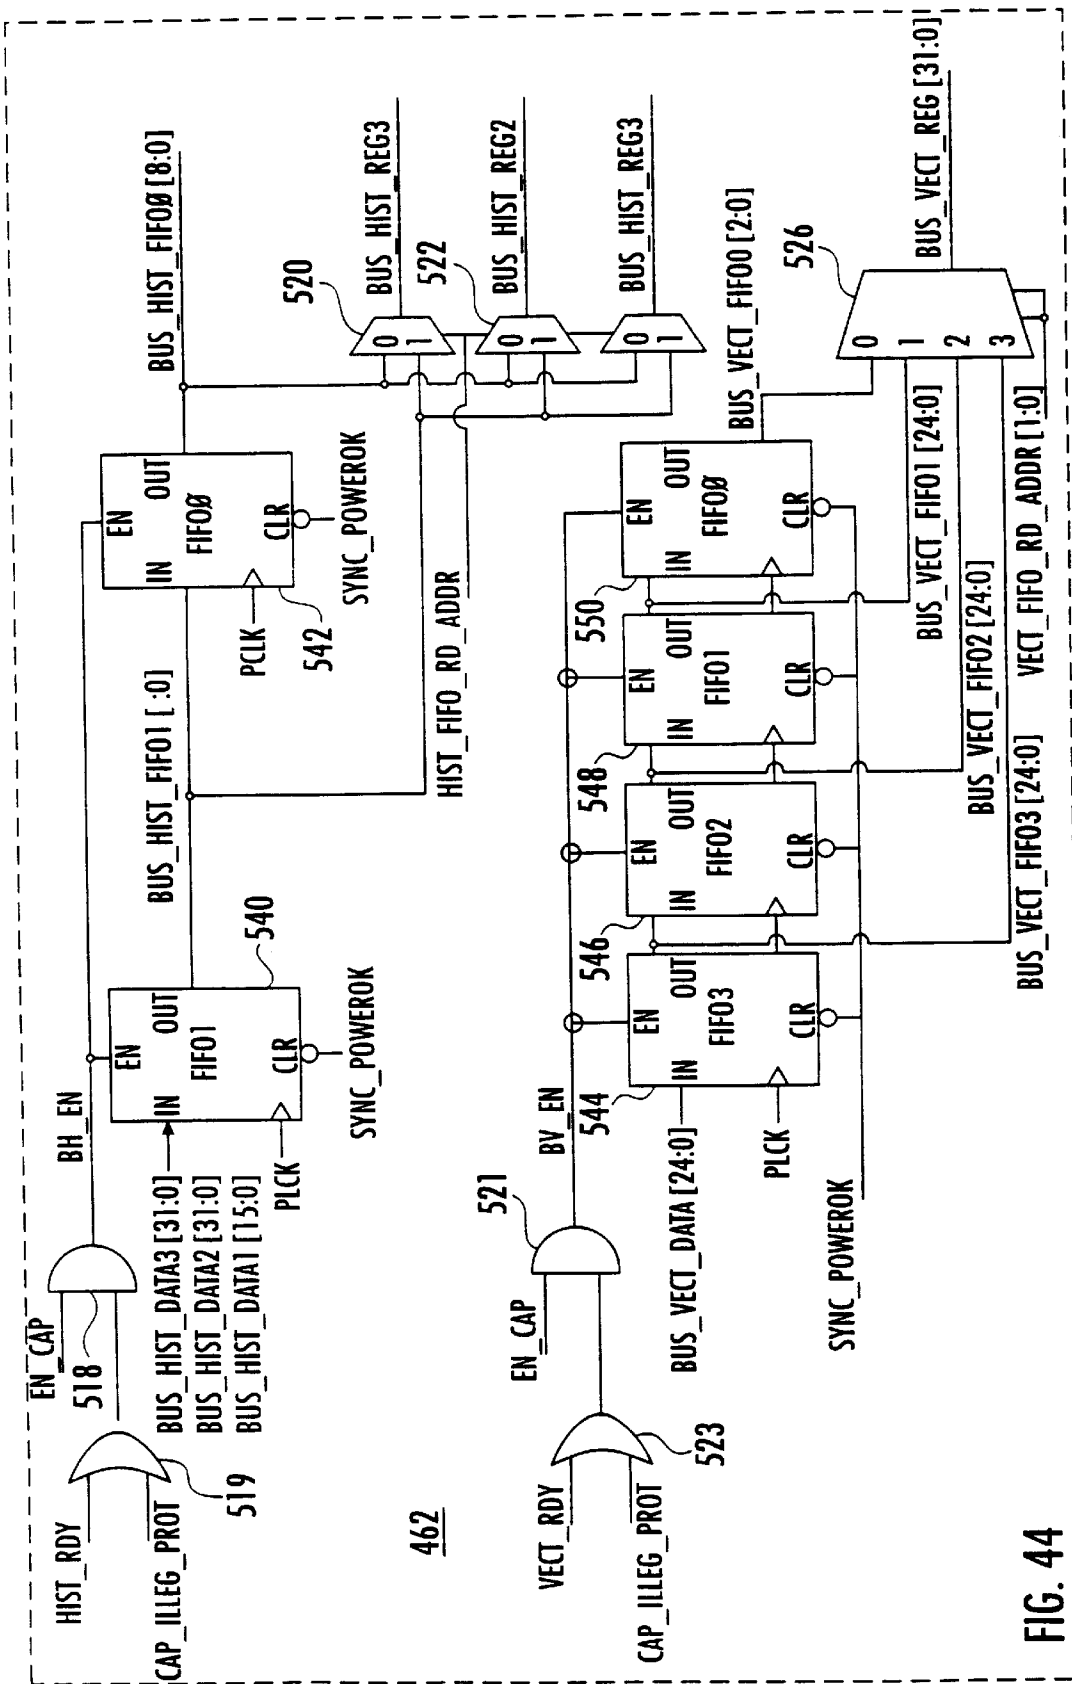 HIST_RDY
CAP_ILLEG_PROT
519
EN_CAP
518
BH_EN
BUS_HIST_DATA3 [31:0]
BUS_HIST_DATA2 [31:0]
BUS_HIST_DATA1 [15:0]
PLCK
EN
IN
OUT
FIFO1
CLR
540
SYNC_POWEROK
BUS_HIST_FIFO1 [ :0]
EN
IN
OUT
FIFOØ
CLR
PCLK
542
SYNC_POWEROK
HIST_FIFO_RD_ADDR
BUS_HIST_FIFOØ [8:0]
520
0
1
BUS_HIST_REG3
522
0
1
BUS_HIST_REG2
0
1
BUS_HIST_REG3
462
VECT_RDY
CAP_ILLEG_PROT
523
EN_CAP
521
BV_EN
544
BUS_VECT_DATA [24:0]
PLCK
SYNC_POWEROK
EN
IN
OUT
FIFO3
CLR
546
EN
IN
OUT
FIFO2
CLR
548
EN
IN
OUT
FIFO1
CLR
550
EN
IN
OUT
FIFOØ
CLR
BUS_VECT_FIFO0 [2:0]
BUS_VECT_FIFO1 [24:0]
BUS_VECT_FIFO2 [24:0]
BUS_VECT_FIFO3 [24:0]
VECT_FIFO_RD_ADDR [1:0]
526
0
1
2
3
BUS_VECT_REG [31:0]
FIG. 44